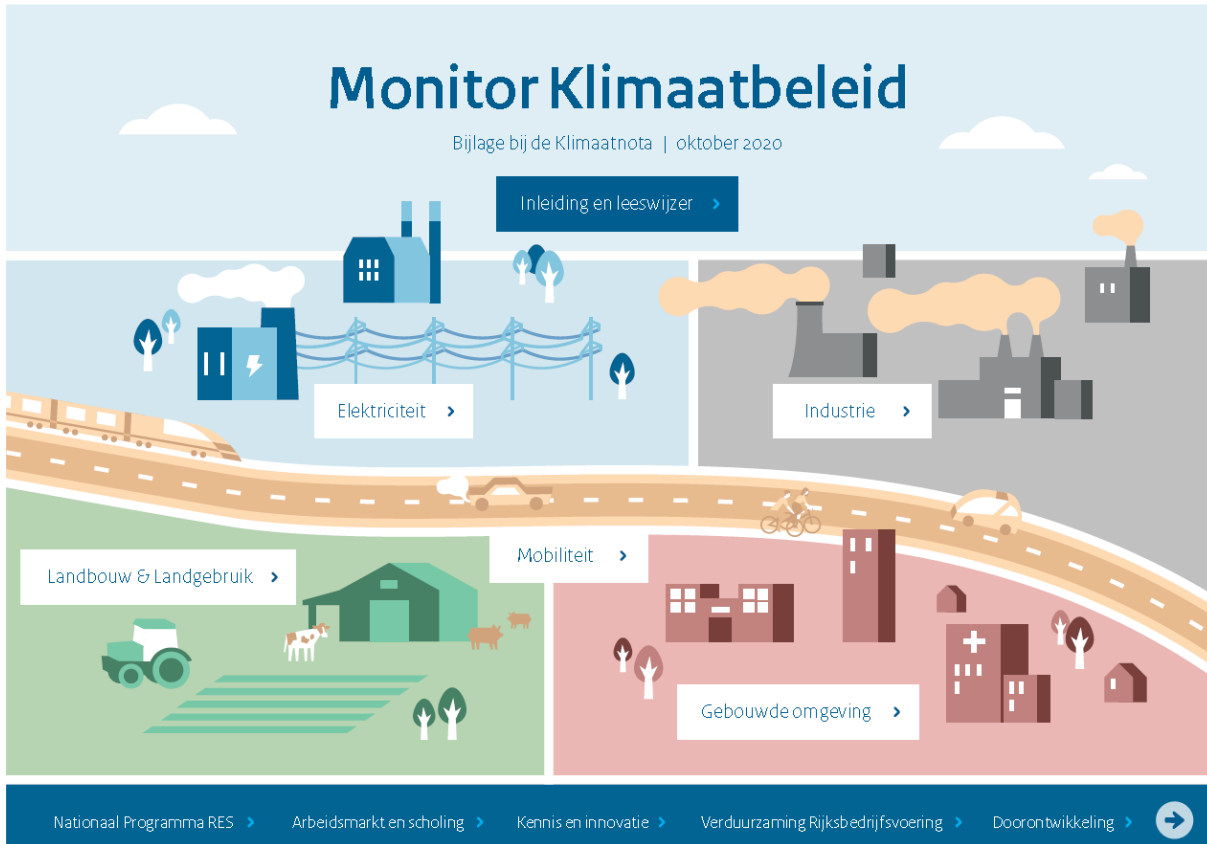 Monitor Klimaatbeleid
Bijlage bij de Klimaatnota | oktober 2020
Inleiding en leeswijzer
Elektriciteit
Industrie
Mobiliteit
Landbouw & Landgebruik
Gebouwde omgeving
Nationaal Programma RES
Arbeidsmarkt en scholing
Kennis en innovatie
Verduurzaming Rijksbedrijfsvoering
Doorontwikkeling